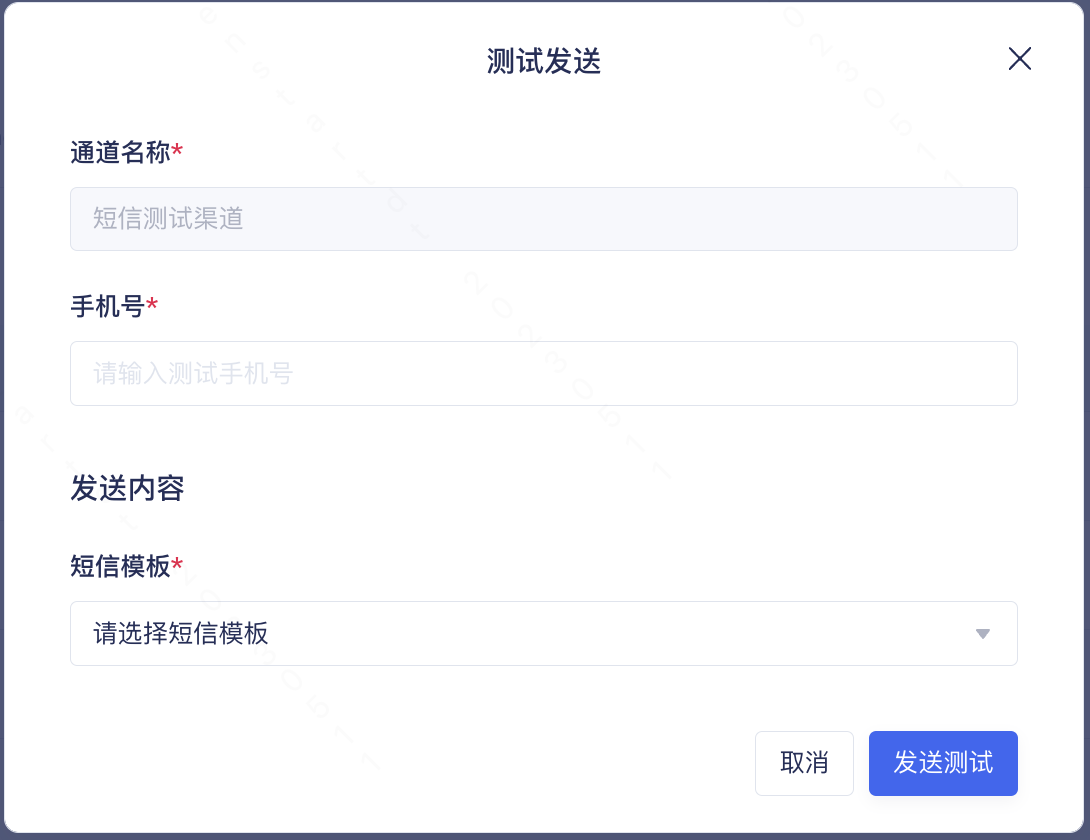 测试发送
通道名称*
短信测试渠道
手机号*
请输入测试手机号
发送内容
短信模板*
请选择短信模板
取消
发送测试